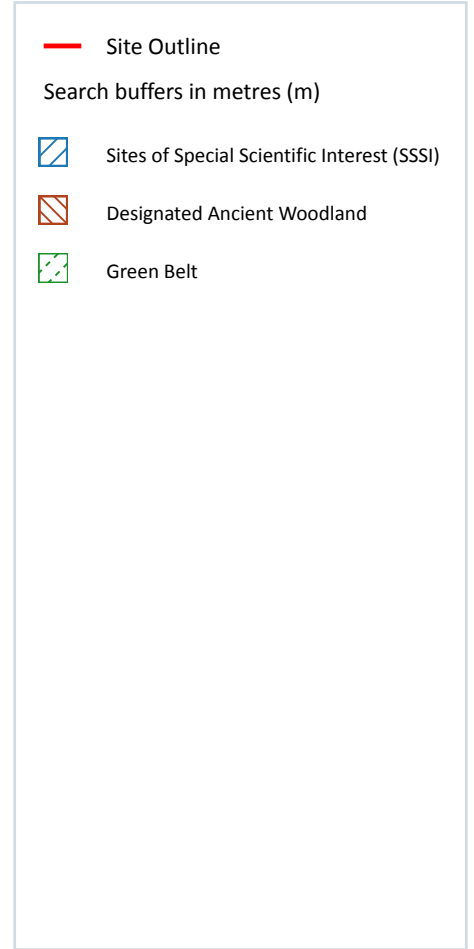 Site Outline
Search buffers in metres (m)
Sites of Special Scientific Interest (SSSI)
Designated Ancient Woodland
Green Belt